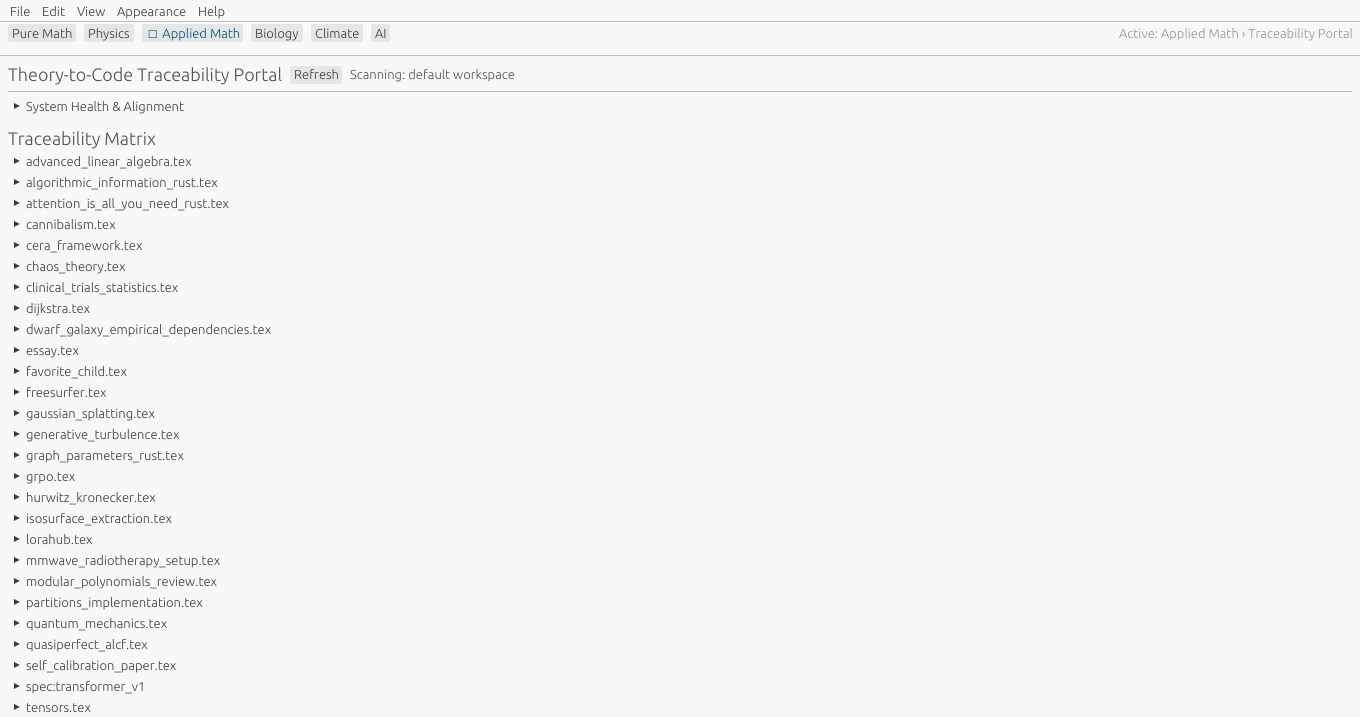 File Edit View Appearance Help
Pure Math Physics Applied Math Biology Climate AI Active: Applied Math › Traceability Portal
Theory-to-Code Traceability Portal Refresh Scanning: default workspace
System Health & Alignment
Traceability Matrix
advanced_linear_algebra.tex
algorithmic_information_rust.tex
attention_is_all_you_need_rust.tex
cannibalism.tex
cera_framework.tex
chaos_theory.tex
clinical_trials_statistics.tex
dijkstra.tex
dwarf_galaxy_empirical_dependencies.tex
essay.tex
favorite_child.tex
freesurfer.tex
gaussian_splatting.tex
generative_turbulence.tex
graph_parameters_rust.tex
grpo.tex
hurwitz_kronecker.tex
isosurface_extraction.tex
lorahub.tex
mmwave_radiotherapy_setup.tex
modular_polynomials_review.tex
partitions_implementation.tex
quantum_mechanics.tex
quasiperfect_alcf.tex
self_calibration_paper.tex
spec:transformer_v1
tensors.tex